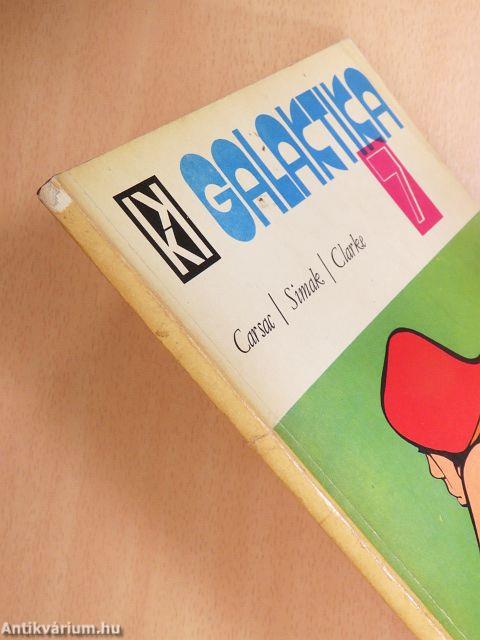 GALAKTIKA
7
Carsac / Simak / Clarke
Antikvárium.hu